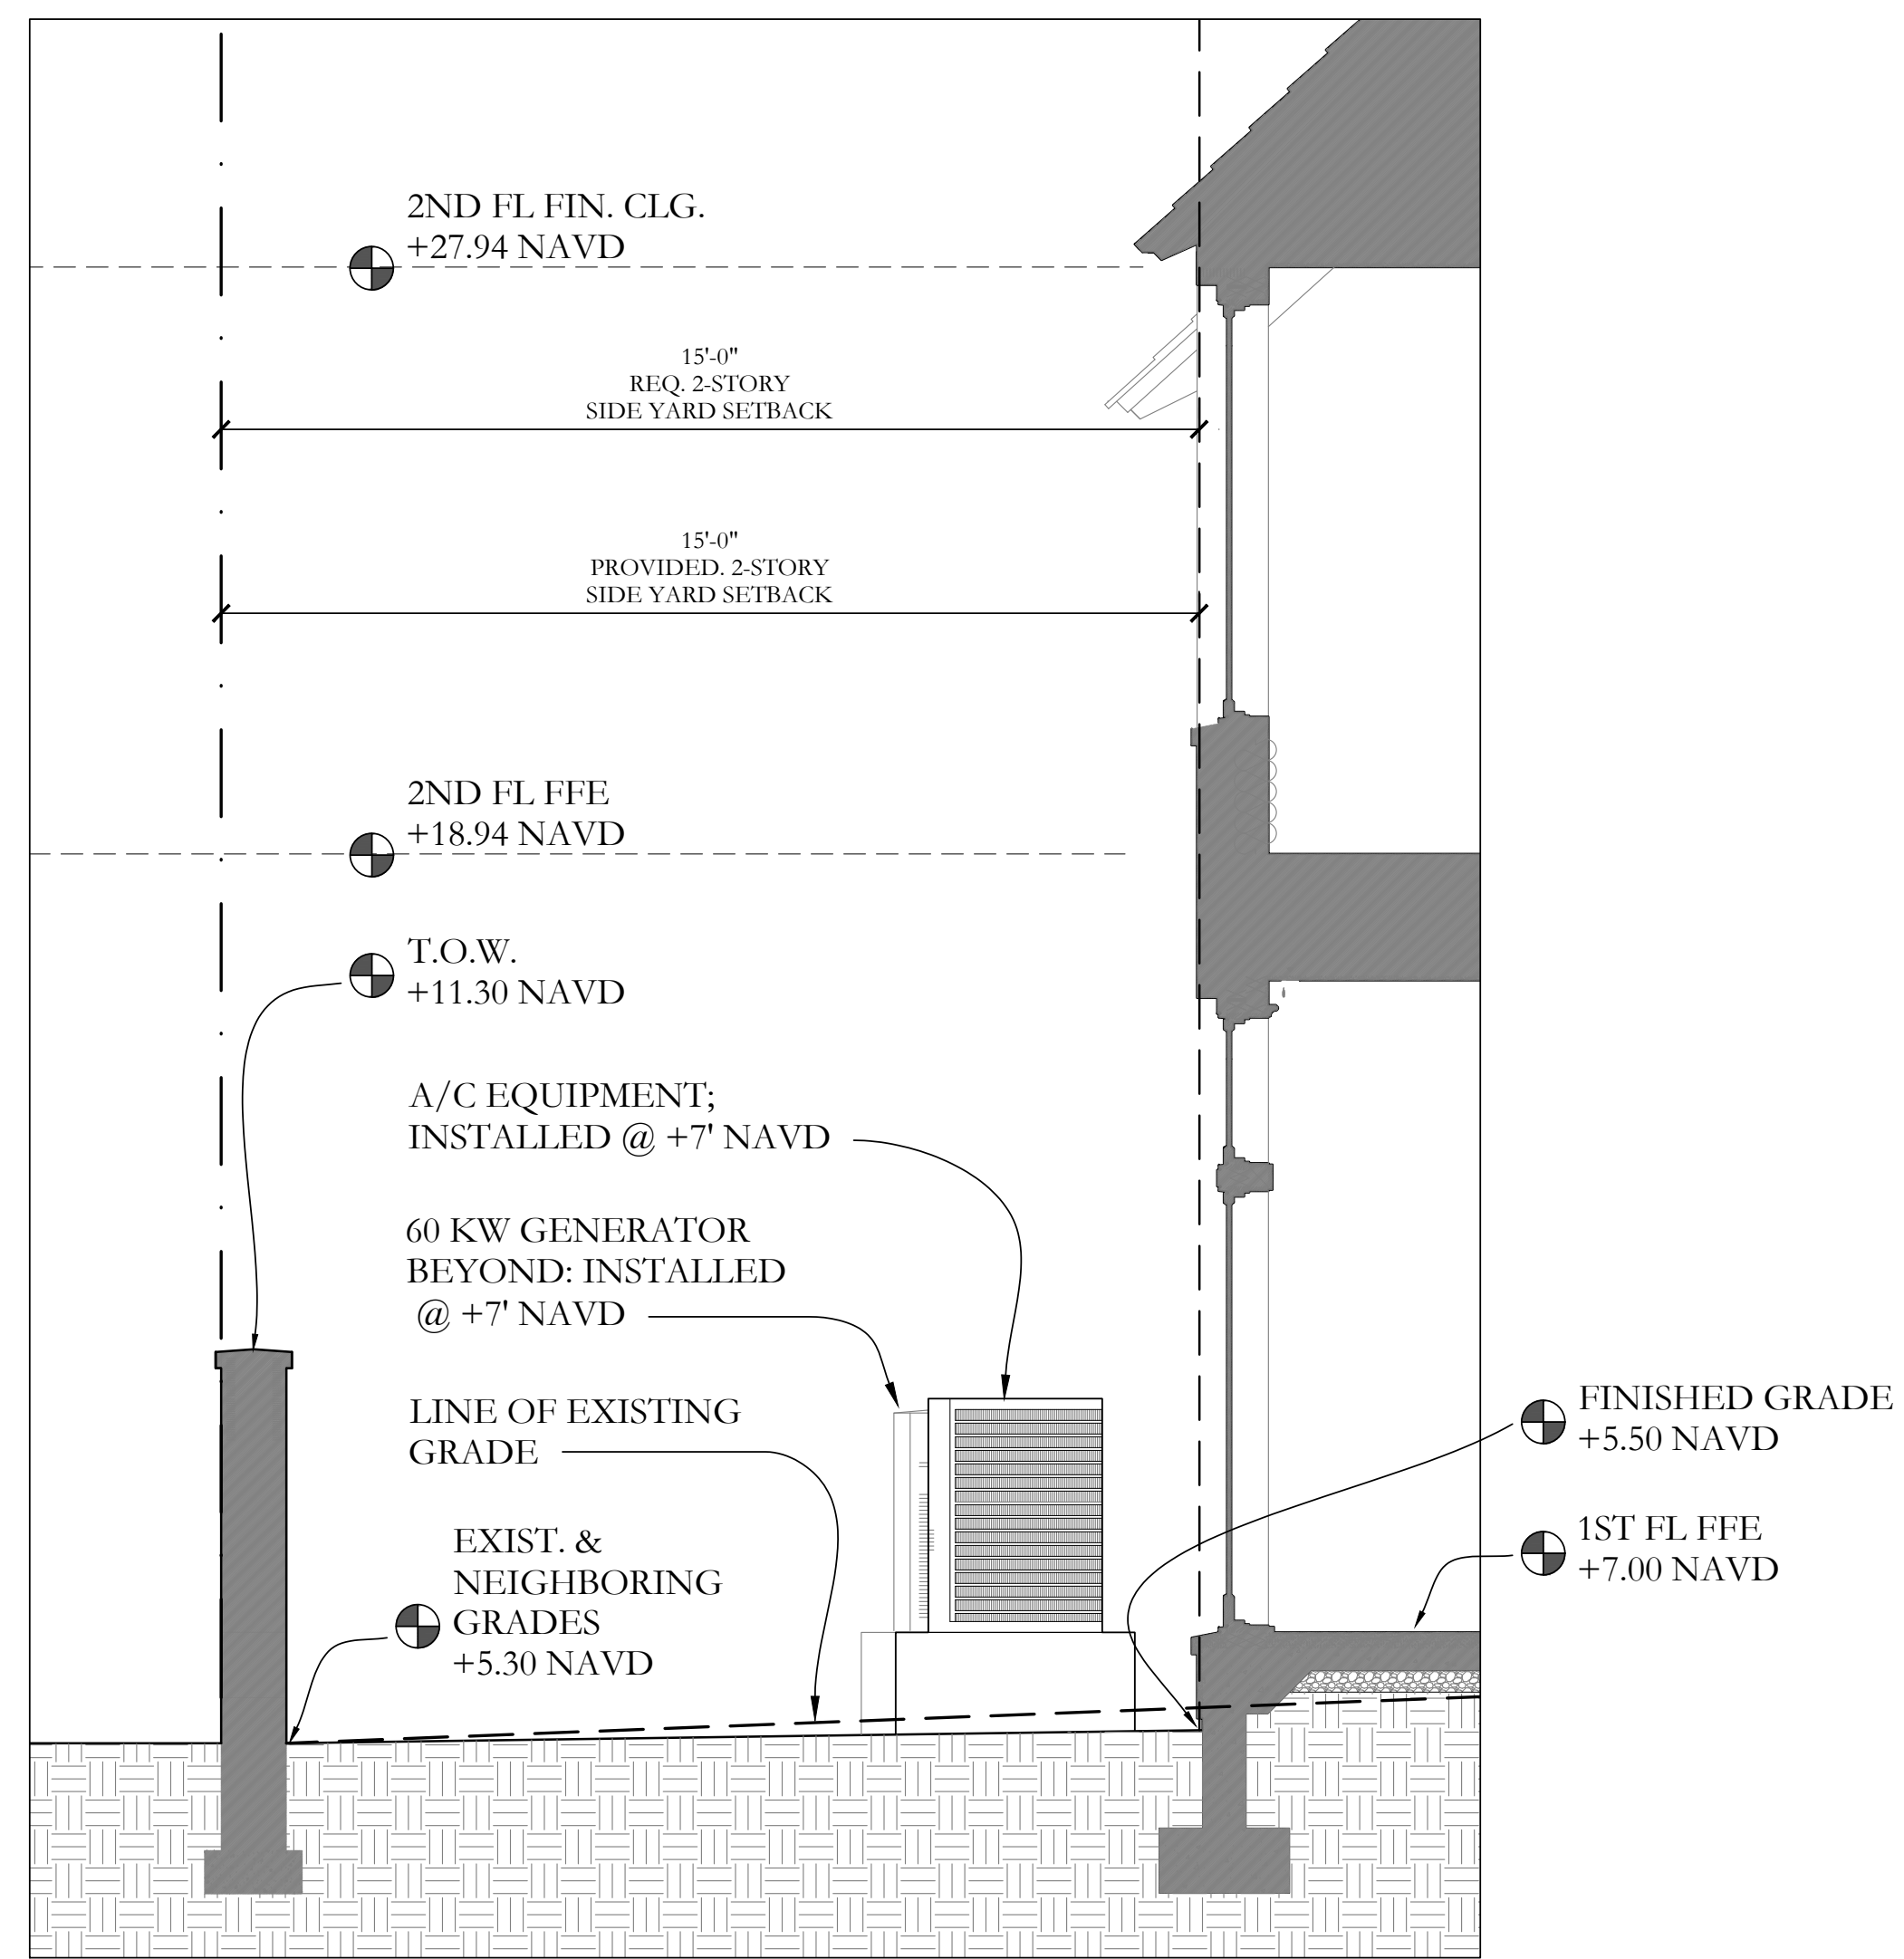 2ND FL FIN. CLG.
+27.94 NAVD
15'-0"
REQ. 2-STORY
SIDE YARD SETBACK
15'-0"
PROVIDED. 2-STORY
SIDE YARD SETBACK
2ND FL FFE
+18.94 NAVD
T.O.W.
+11.30 NAVD
A/C EQUIPMENT;
INSTALLED @ +7' NAVD
60 KW GENERATOR
BEYOND: INSTALLED
@ +7' NAVD
LINE OF EXISTING
GRADE
FINISHED GRADE
+5.50 NAVD
EXIST. &
NEIGHBORING
GRADES
+5.30 NAVD
1ST FL FFE
+7.00 NAVD